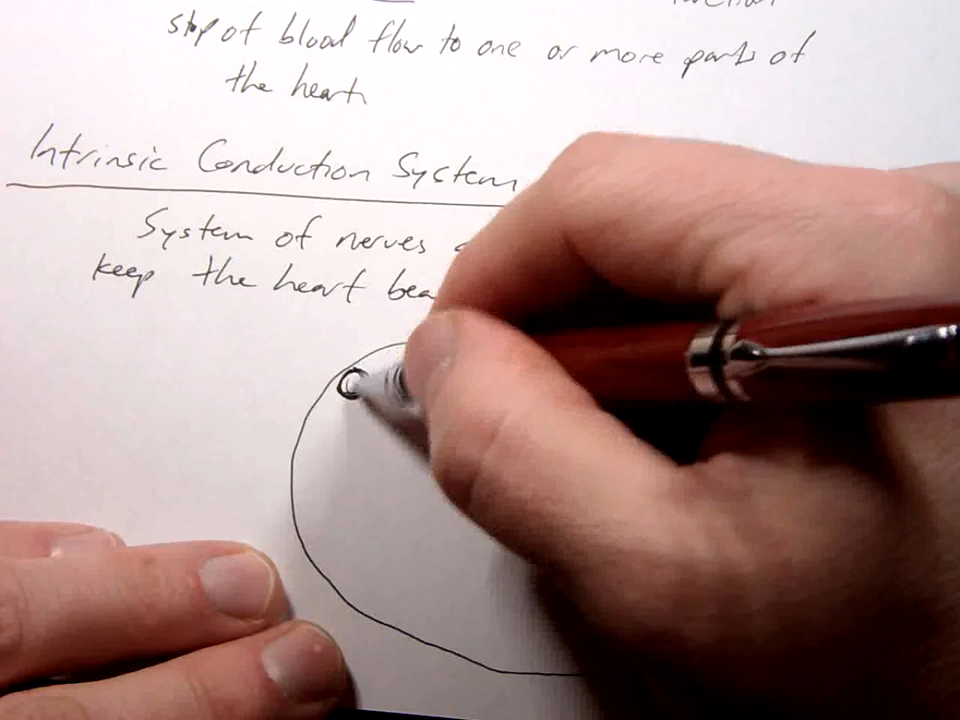 stop of blood flow to one or more parts of
the heart
Intrinsic Conduction System
System of nerves
keep the heart bea